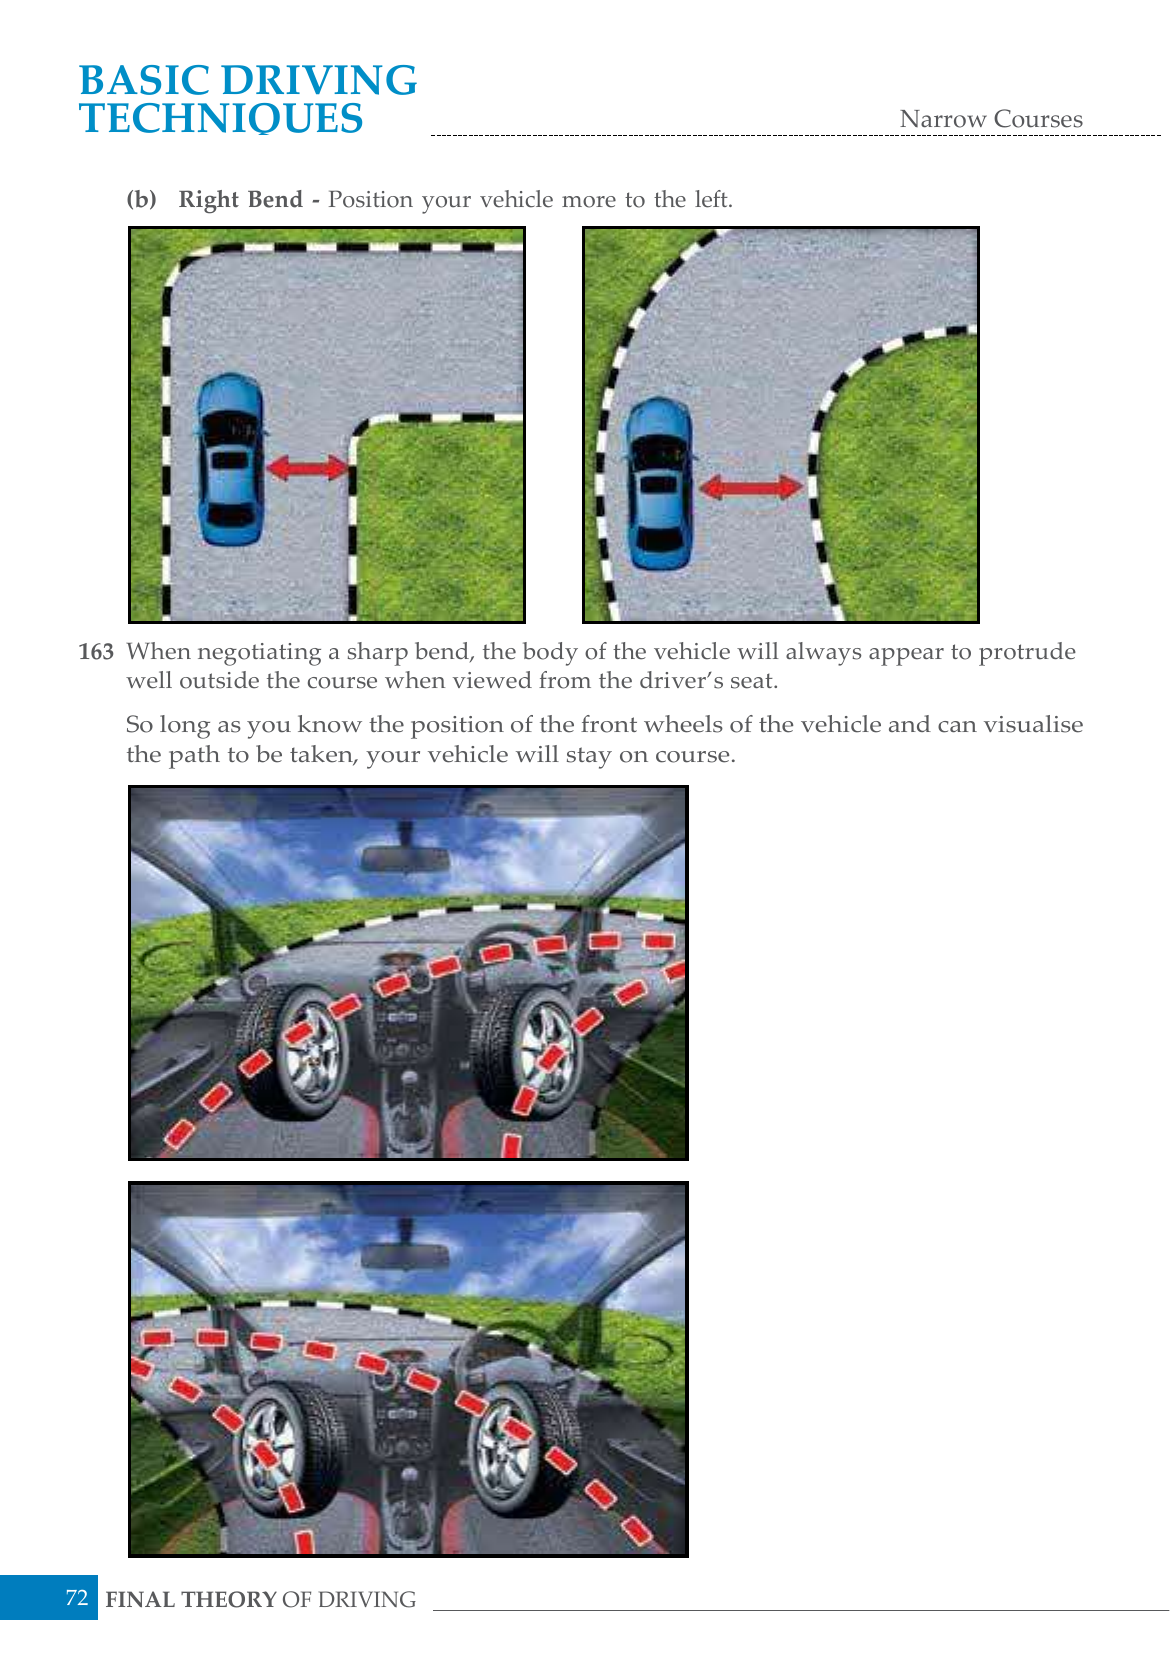 BASIC DRIVING
TECHNIQUES
Narrow Courses
(b) Right Bend - Position your vehicle more to the left.
163 When negotiating a sharp bend, the body of the vehicle will always appear to protrude
well outside the course when viewed from the driver’s seat.
So long as you know the position of the front wheels of the vehicle and can visualise
the path to be taken, your vehicle will stay on course.
72 FINAL THEORY OF DRIVING